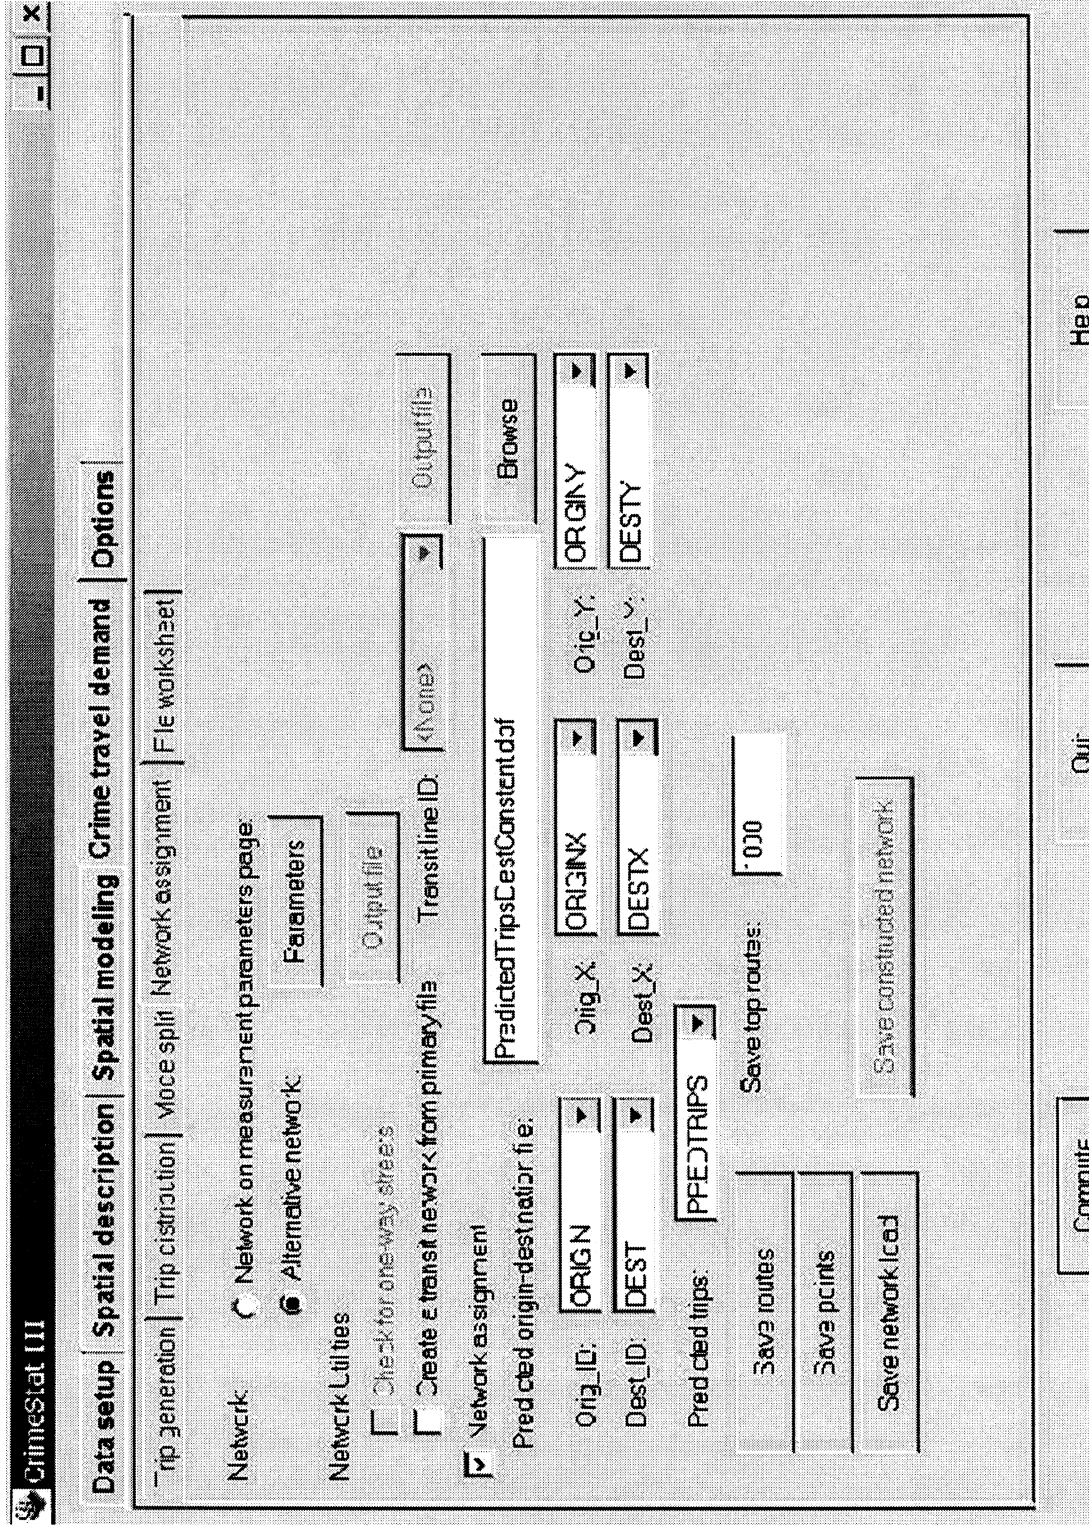 CrimeStat III
Data setup Spatial description Spatial modeling Crime travel demand Options
Trip generation Trip distribution Mode split Network assignment File worksheet
Network: Network on measurement parameters page:
Alternative network: Parameters
Network Utilities
Check for one-way streets Output file
Create a transit network from primary file Transit line ID: <None> Output file
Network assignment
Predicted origin-destination file: PredictedTripsDestConstant.dbf Browse
Orig_ID: ORIGIN Orig_X: ORIGINX Orig_Y: ORIGINY
Dest_ID: DEST Dest_X: DESTX Dest_Y: DESTY
Predicted trips: PREDTRIPS
Save routes Save top routes: 1000
Save points
Save network load Save constructed network
Compute Quit Help